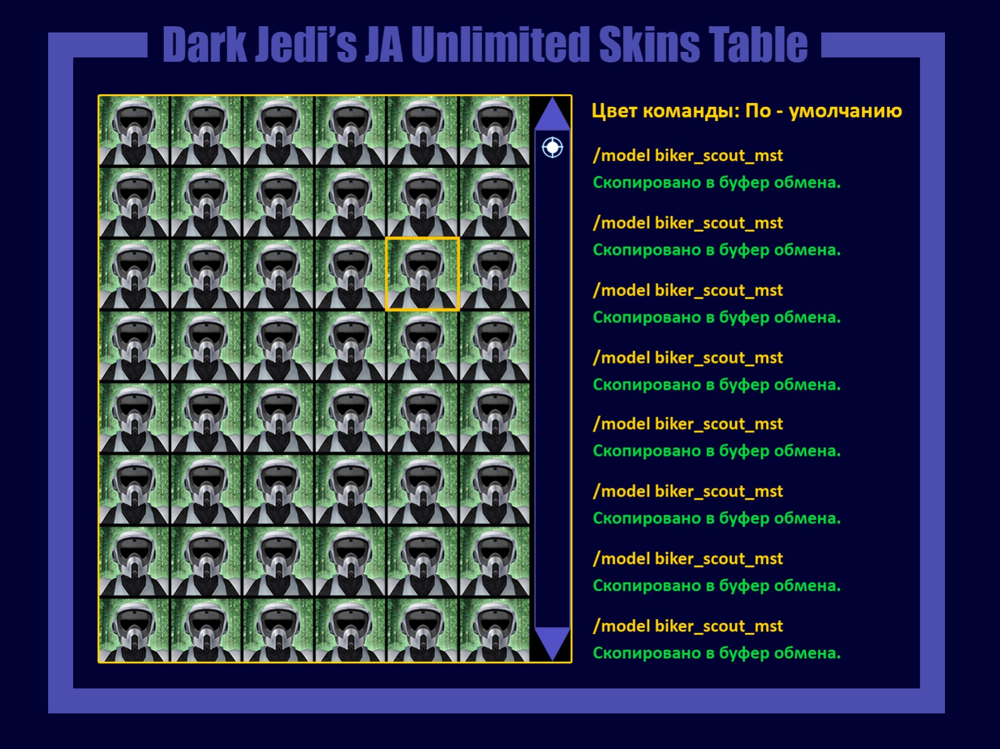 Dark Jedi’s JA Unlimited Skins Table
Цвет команды: По - умолчанию
/model biker_scout_mst
Скопировано в буфер обмена.
/model biker_scout_mst
Скопировано в буфер обмена.
/model biker_scout_mst
Скопировано в буфер обмена.
/model biker_scout_mst
Скопировано в буфер обмена.
/model biker_scout_mst
Скопировано в буфер обмена.
/model biker_scout_mst
Скопировано в буфер обмена.
/model biker_scout_mst
Скопировано в буфер обмена.
/model biker_scout_mst
Скопировано в буфер обмена.